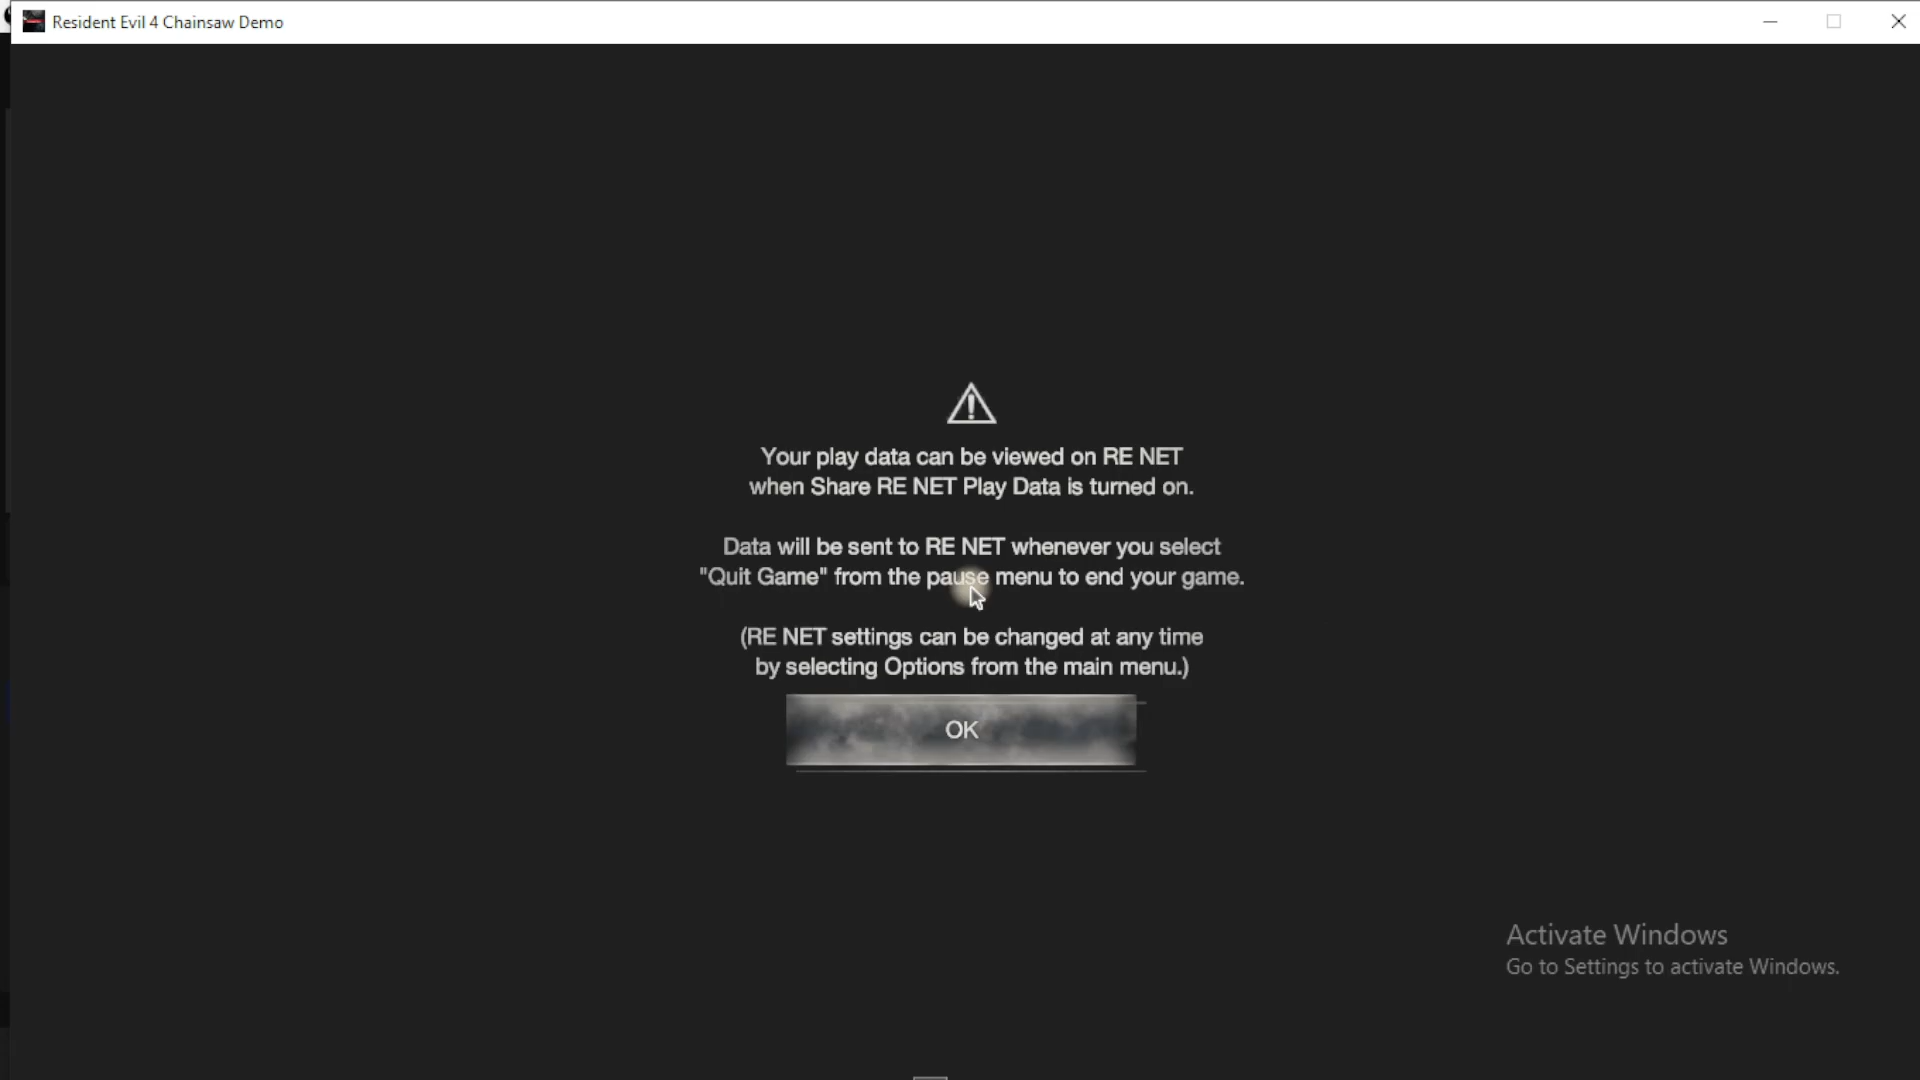 Resident Evil 4 Chainsaw Demo
Your play data can be viewed on RE NET
when Share RE NET Play Data is turned on.
Data will be sent to RE NET whenever you select
"Quit Game" from the pause menu to end your game.
(RE NET settings can be changed at any time
by selecting Options from the main menu.)
OK
Activate Windows
Go to Settings to activate Windows.